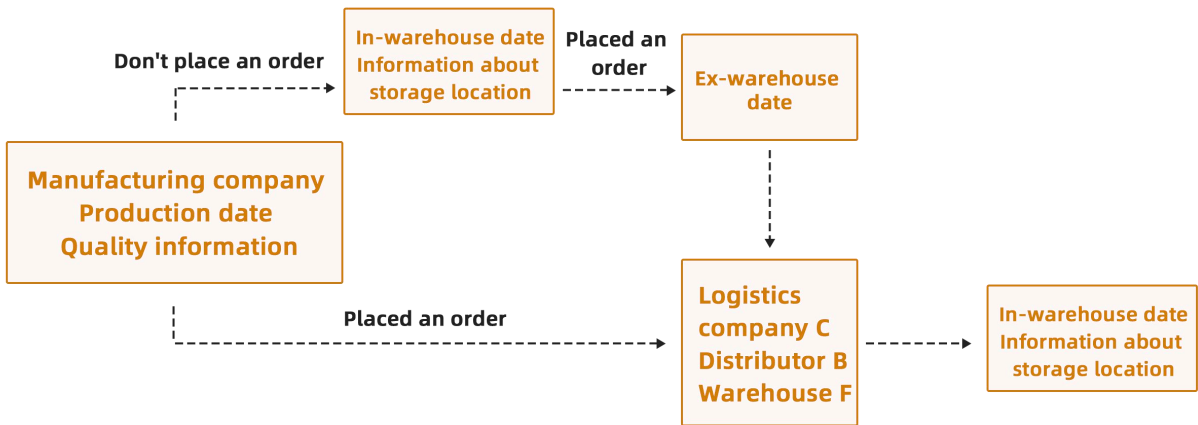 Don't place an order
In-warehouse date
Information about
storage location
Placed an
order
Ex-warehouse
date
Manufacturing company
Production date
Quality information
Placed an order
Logistics
company C
Distributor B
Warehouse F
In-warehouse date
Information about
storage location